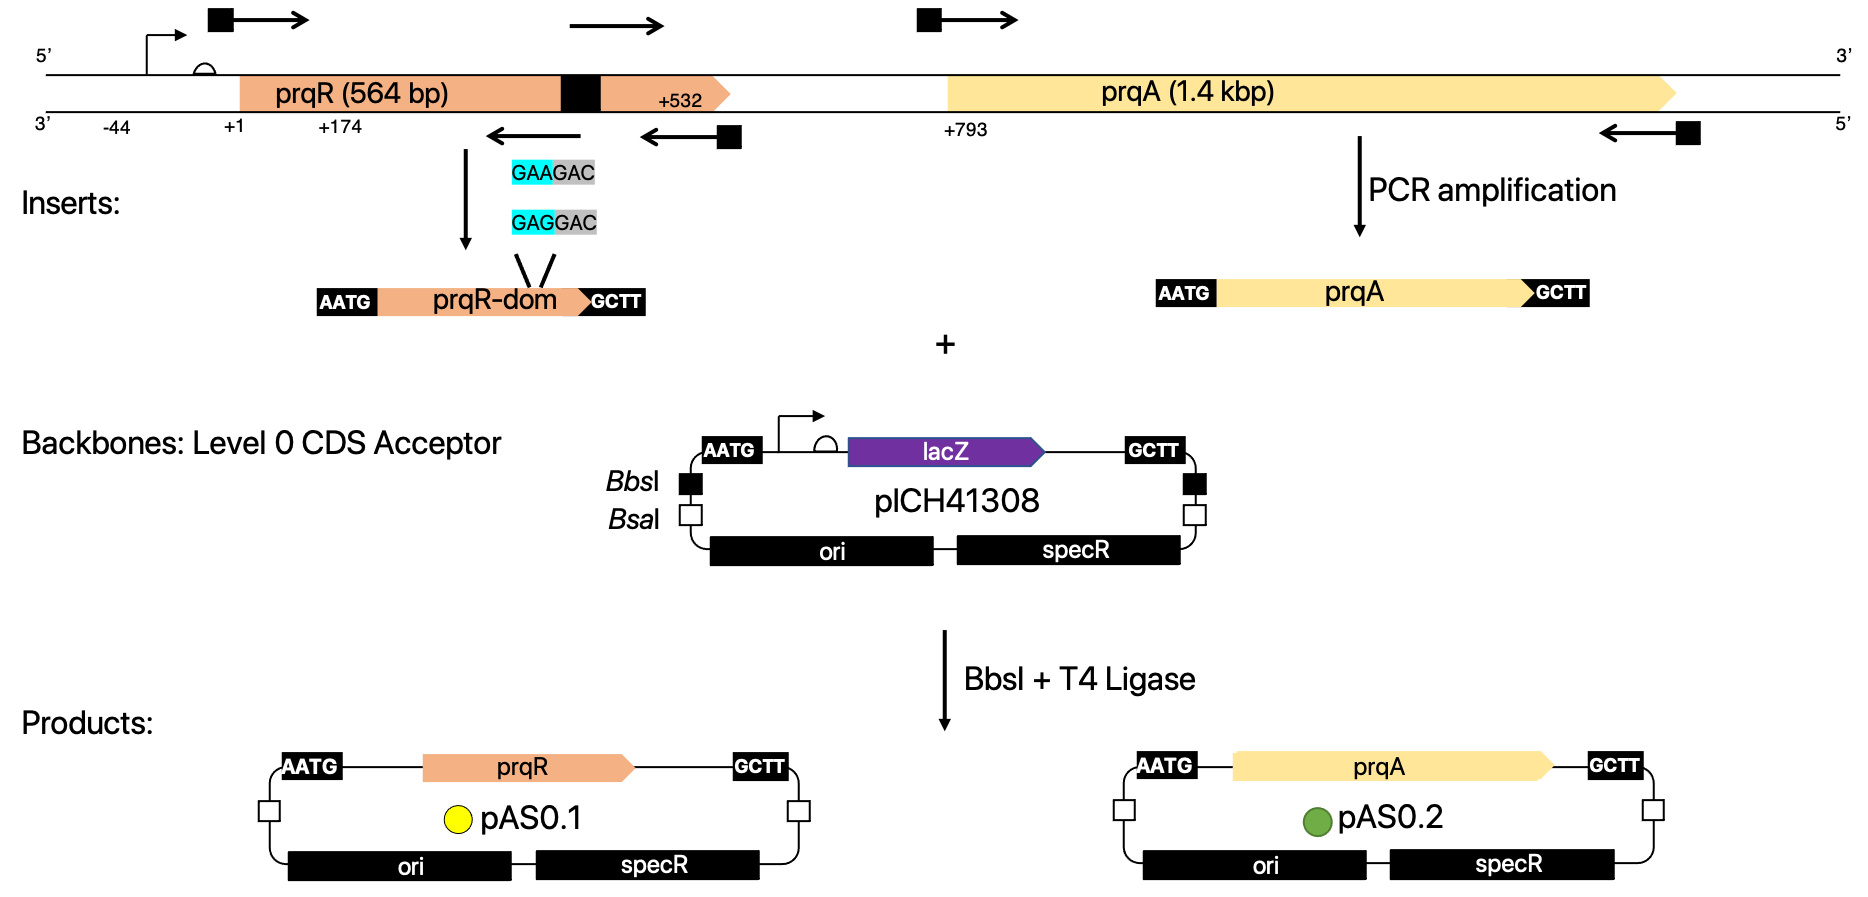 5’
3’
prqR (564 bp)
+532
prqA (1.4 kbp)
3’
-44
+1
+174
+793
5’
GAAGAC
PCR amplification
Inserts:
GAGGAC
AATG
prqR-dom
GCTT
AATG
prqA
GCTT
+
Backbones: Level 0 CDS Acceptor
AATG
lacZ
GCTT
BbsI
pICH41308
BsaI
ori
specR
BbsI + T4 Ligase
Products:
AATG
prqR
GCTT
AATG
prqA
GCTT
pAS0.1
pAS0.2
ori
specR
ori
specR